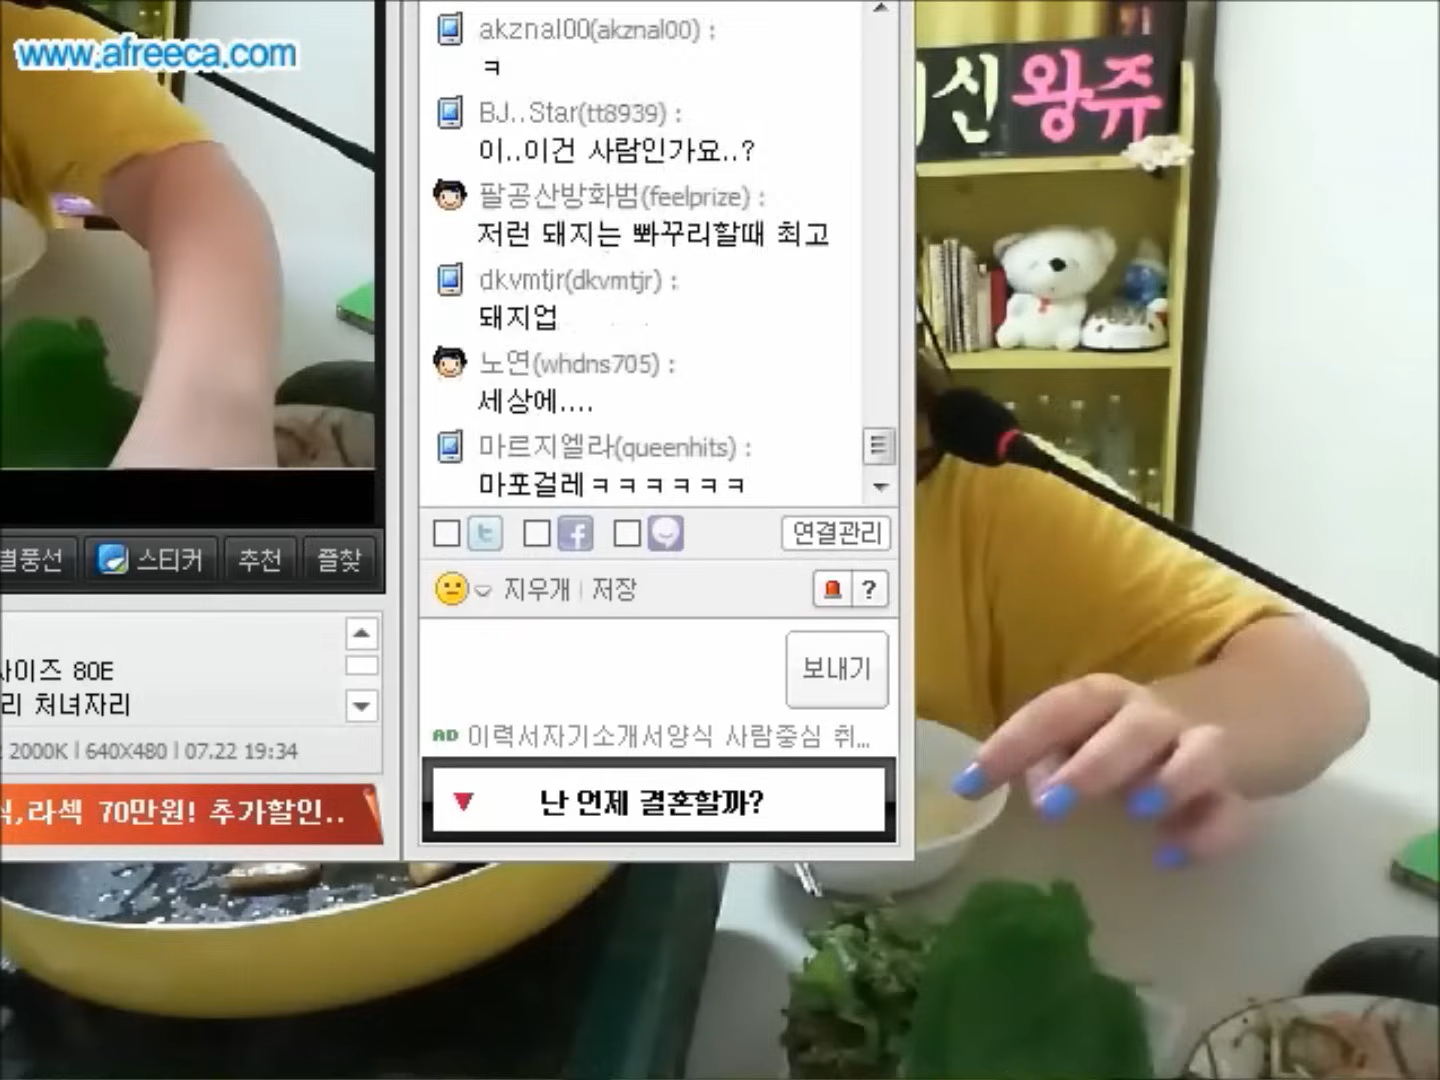 www.afreeca.com
akznal00(akznal00) :
ㅋ
BJ..Star(tt8939) :
이..이건 사람인가요..?
팔공산방화범(feelprize) :
저런 돼지는 빠꾸리할때 최고
dkvmtjr(dkvmtjr) :
돼지업
노연(whdns705) :
세상에....
마르지엘라(queenhits) :
마포걸레ㅋㅋㅋㅋㅋㅋ
연결관리
지우개 | 저장
?
보내기
AD 이력서자기소개서양식 사람중심 취...
난 언제 결혼할까?
별풍선 스티커 추천 즐찾
사이즈 80E
리 처녀자리
2000K | 640X480 | 07.22 19:34
,라섹 70만원! 추가할인..
신왕쥬